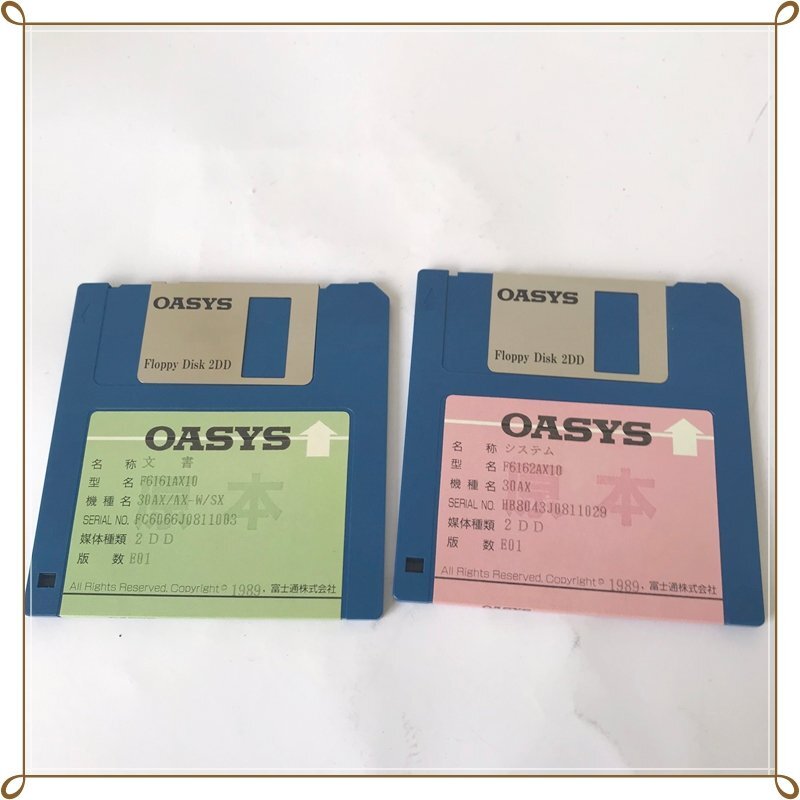 OASYS
Floppy Disk 2DD
OASYS
原本
名 称 文 書
型 名 F6161AX10
機 種 名 30AX/AX-W/SX
SERIAL NO. FC6066J0811003
媒体種類 2DD
版 数 E01
All Rights Reserved, Copyright © 1989, 富士通株式会社
OASYS
Floppy Disk 2DD
OASYS
原本
名 称 システム
型 名 F6162AX10
機 種 名 30AX
SERIAL NO. HR8043J0811029
媒体種類 2DD
版 数 E01
All Rights Reserved, Copyright © 1989, 富士通株式会社